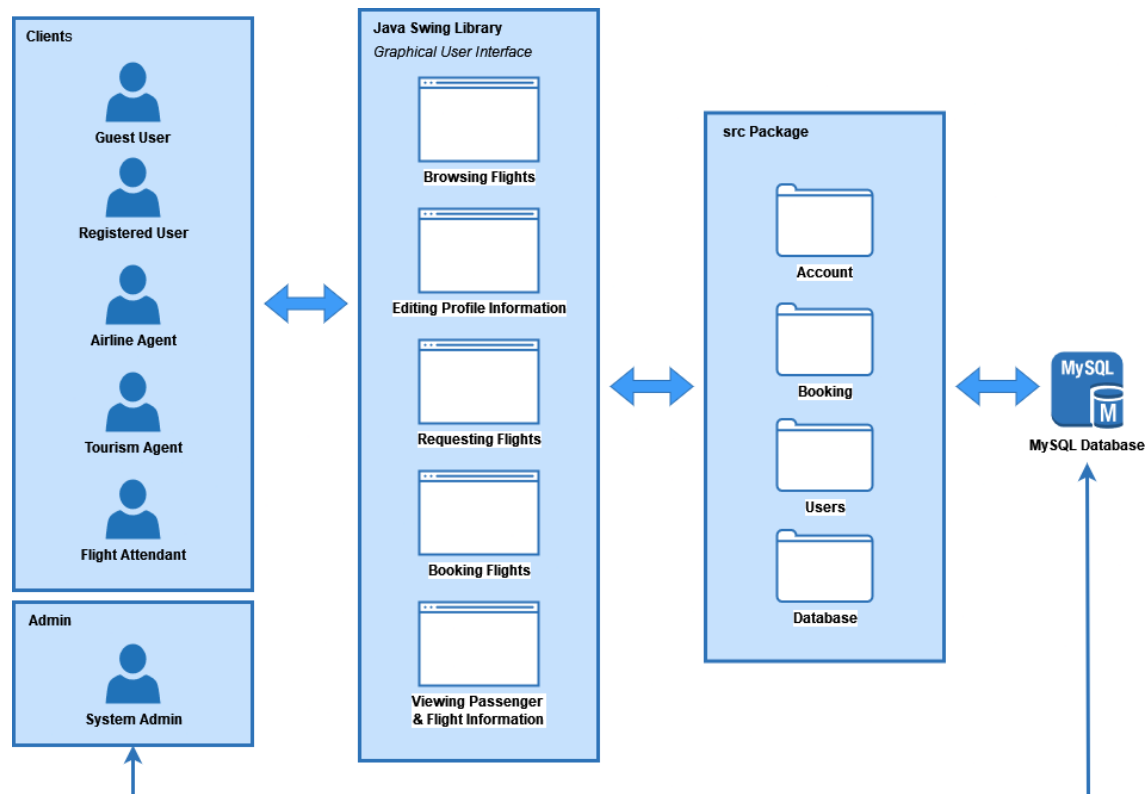 Clients
Guest User
Registered User
Airline Agent
Tourism Agent
Flight Attendant
Admin
System Admin
Java Swing Library
Graphical User Interface
Browsing Flights
Editing Profile Information
Requesting Flights
Booking Flights
Viewing Passenger
& Flight Information
src Package
Account
Booking
Users
Database
MySQL
M
MySQL Database